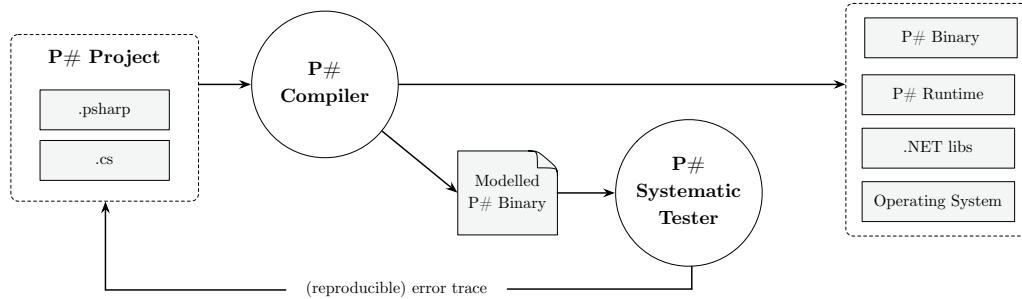 P# Project
.psharp
.cs
P#
Compiler
Modelled
P# Binary
P#
Systematic
Tester
P# Binary
P# Runtime
.NET libs
Operating System
(reproducible) error trace